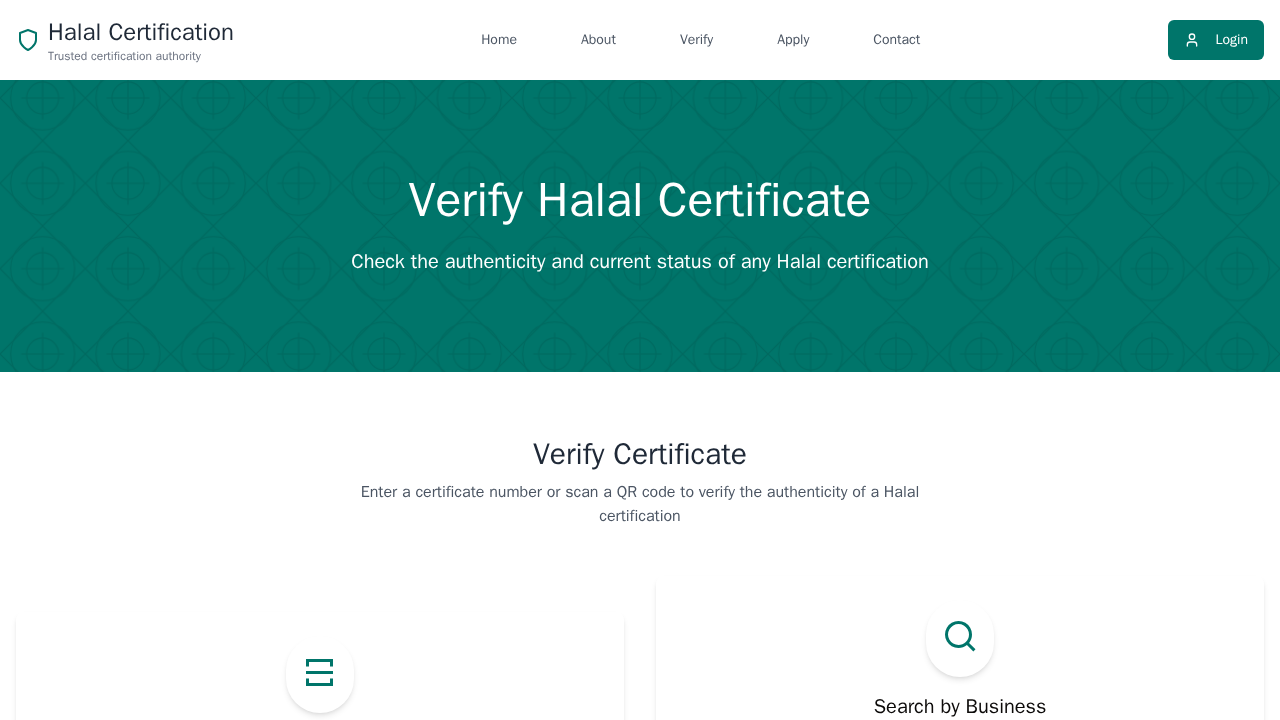 Halal Certification
Trusted certification authority
Home
About
Verify
Apply
Contact
Login
Verify Halal Certificate
Check the authenticity and current status of any Halal certification
Verify Certificate
Enter a certificate number or scan a QR code to verify the authenticity of a Halal
certification
Search by Business